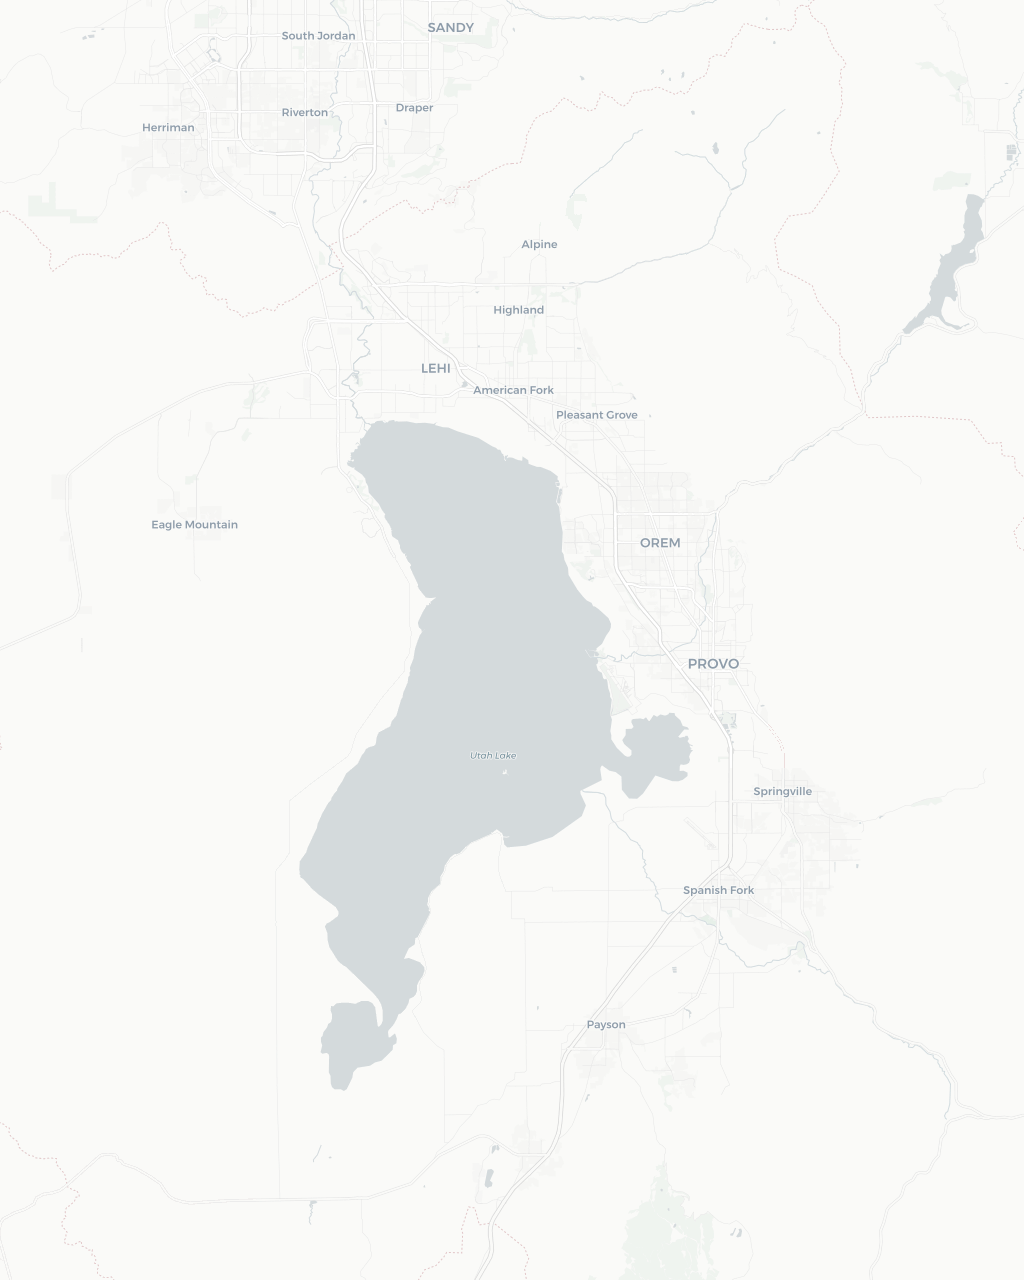 SANDY
South Jordan
Draper
Riverton
Herriman
Alpine
Highland
LEHI
American Fork
Pleasant Grove
Eagle Mountain
OREM
PROVO
Utah Lake
Springville
Spanish Fork
Payson